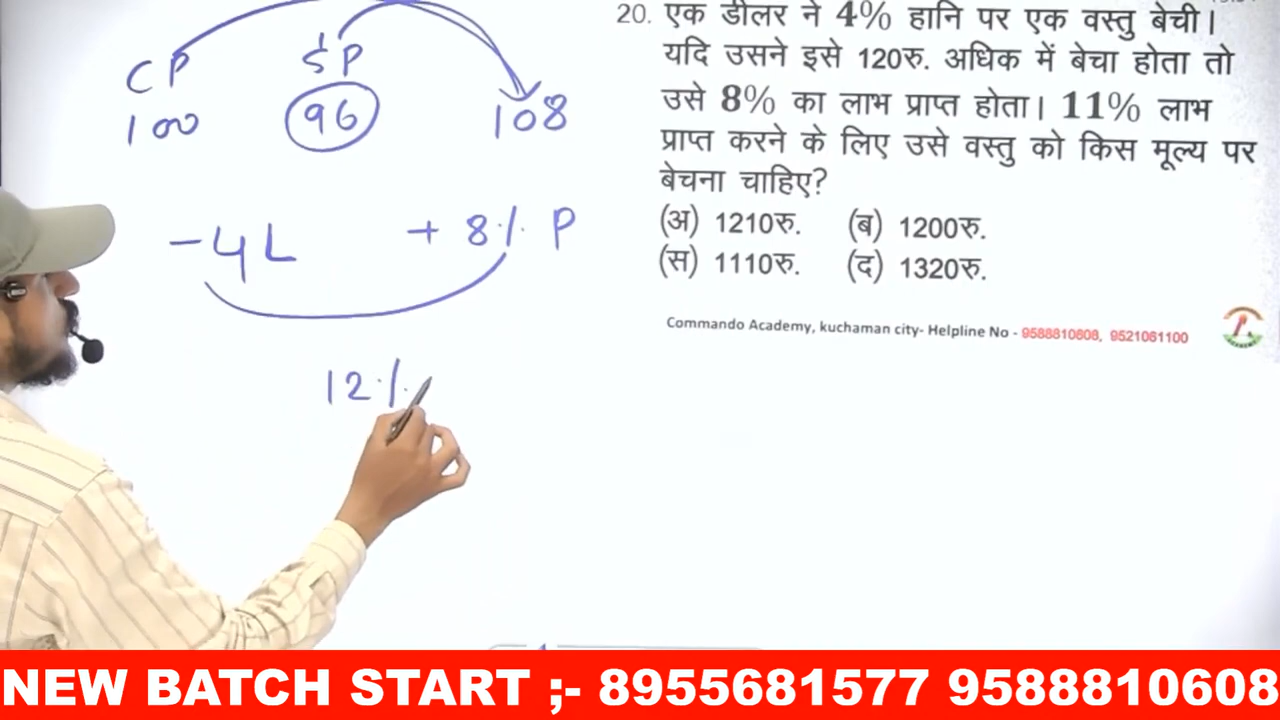 CP SP
100 96 108
-4 L + 8% P
12%
20. एक डीलर ने 4% हानि पर एक वस्तु बेची।
यदि उसने इसे 120रु. अधिक में बेचा होता तो
उसे 8% का लाभ प्राप्त होता। 11% लाभ
प्राप्त करने के लिए उसे वस्तु को किस मूल्य पर
बेचना चाहिए?
(अ) 1210रु. (ब) 1200रु.
(स) 1110रु. (द) 1320रु.
Commando Academy, kuchaman city- Helpline No - 9588810608, 9521061100
NEW BATCH START ;- 8955681577 9588810608